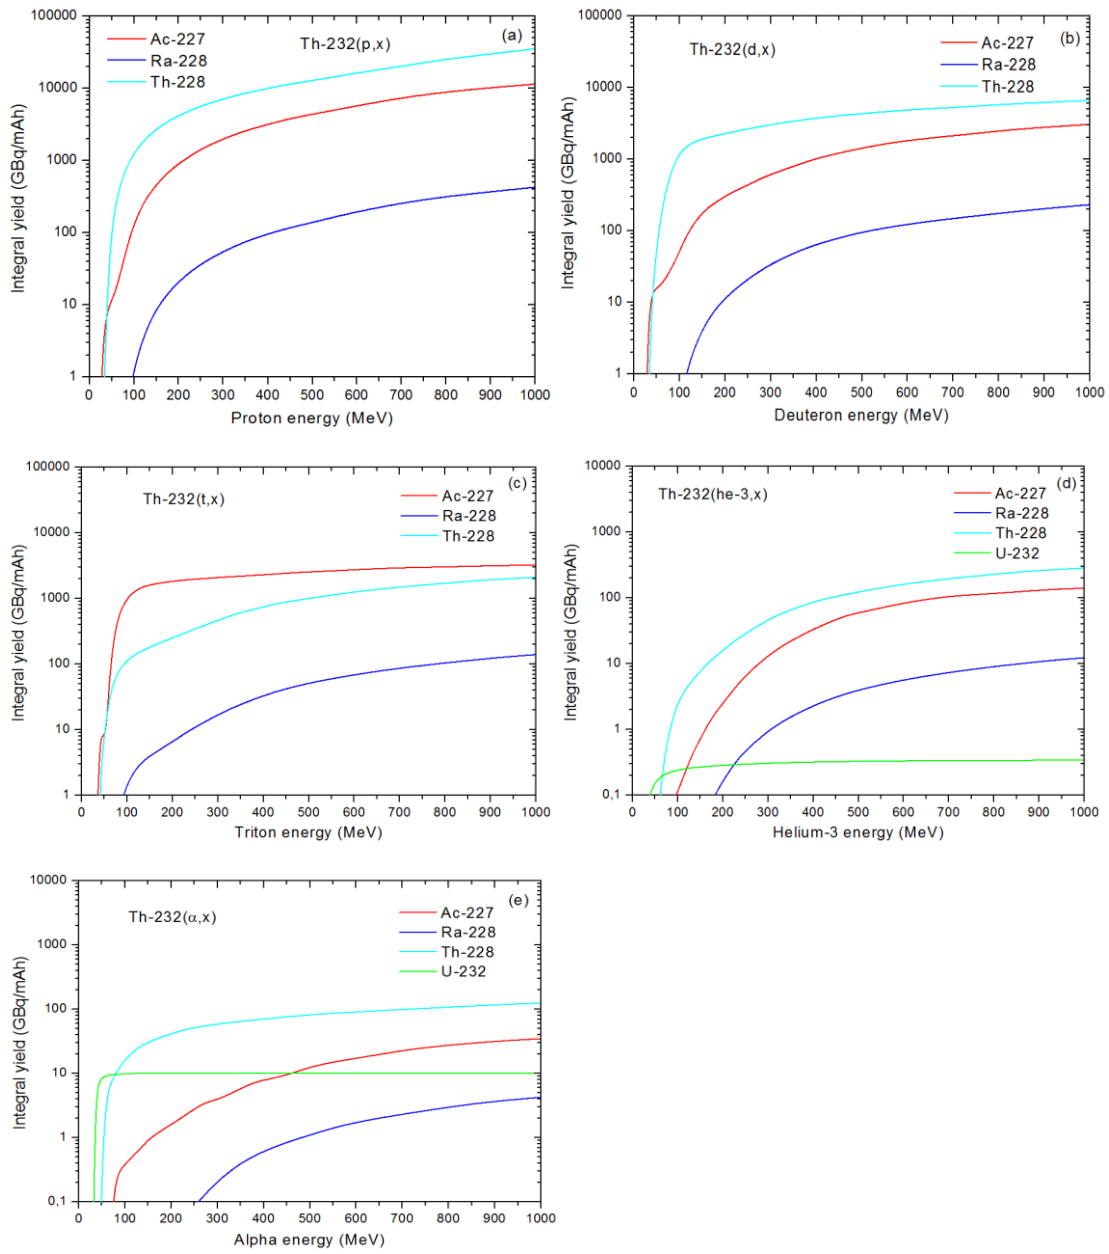 Th-232(p,x)
(a)
Ac-227
Ra-228
Th-228
Integral yield (GBq/mAh)
100000
10000
1000
100
10
1
0 100 200 300 400 500 600 700 800 900 1000
Proton energy (MeV)
Th-232(d,x)
(b)
Ac-227
Ra-228
Th-228
Integral yield (GBq/mAh)
100000
10000
1000
100
10
1
0 100 200 300 400 500 600 700 800 900 1000
Deuteron energy (MeV)
Th-232(t,x)
(c)
Ac-227
Ra-228
Th-228
Integral yield (GBq/mAh)
100000
10000
1000
100
10
1
0 100 200 300 400 500 600 700 800 900 1000
Triton energy (MeV)
Th-232(he-3,x)
(d)
Ac-227
Ra-228
Th-228
U-232
Integral yield (GBq/mAh)
10000
1000
100
10
1
0,1
0 100 200 300 400 500 600 700 800 900 1000
Helium-3 energy (MeV)
Th-232(α,x)
(e)
Ac-227
Ra-228
Th-228
U-232
Integral yield (GBq/mAh)
10000
1000
100
10
1
0,1
0 100 200 300 400 500 600 700 800 900 1000
Alpha energy (MeV)